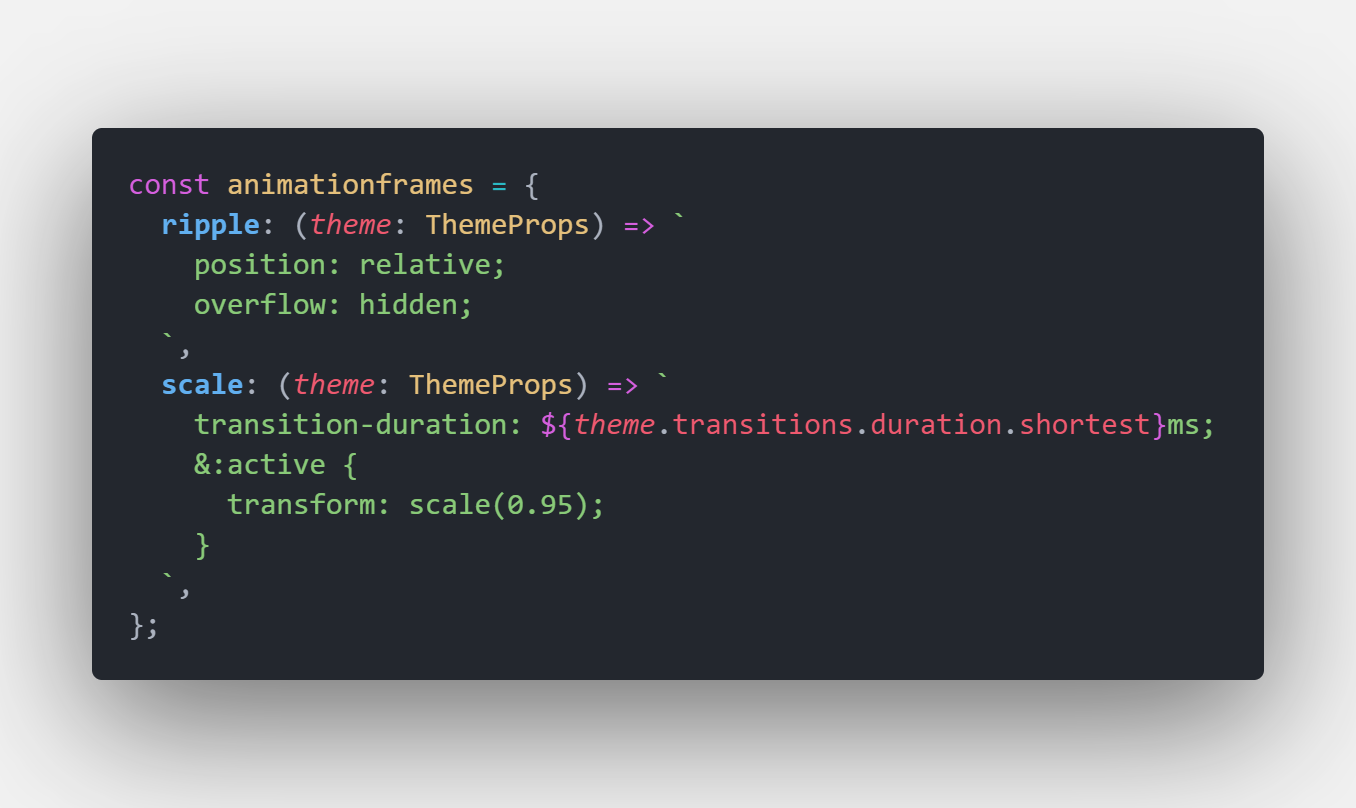 const animationframes = {
  ripple: (theme: ThemeProps) => `
    position: relative;
    overflow: hidden;
  `,
  scale: (theme: ThemeProps) => `
    transition-duration: ${theme.transitions.duration.shortest}ms;
    &:active {
      transform: scale(0.95);
    }
  `,
};